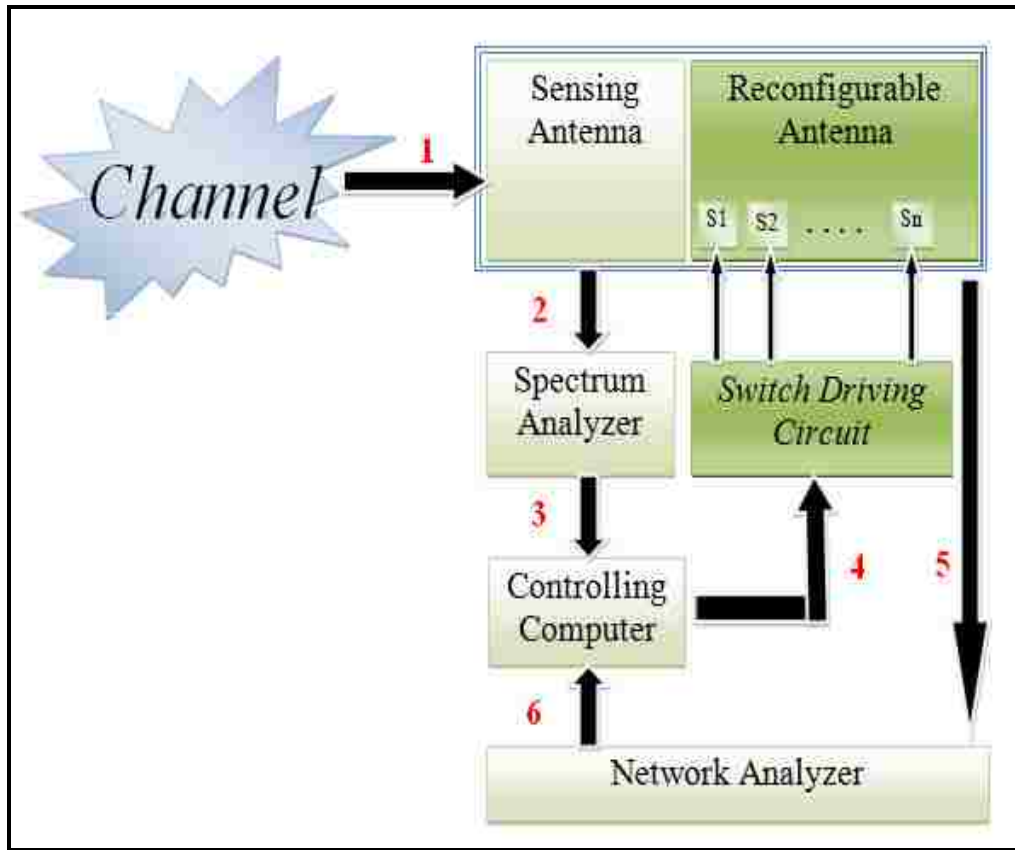 Channel
1
Sensing
Antenna
Reconfigurable
Antenna
S1
S2
. . . .
Sn
2
Spectrum
Analyzer
Switch Driving
Circuit
3
4
5
Controlling
Computer
6
Network Analyzer